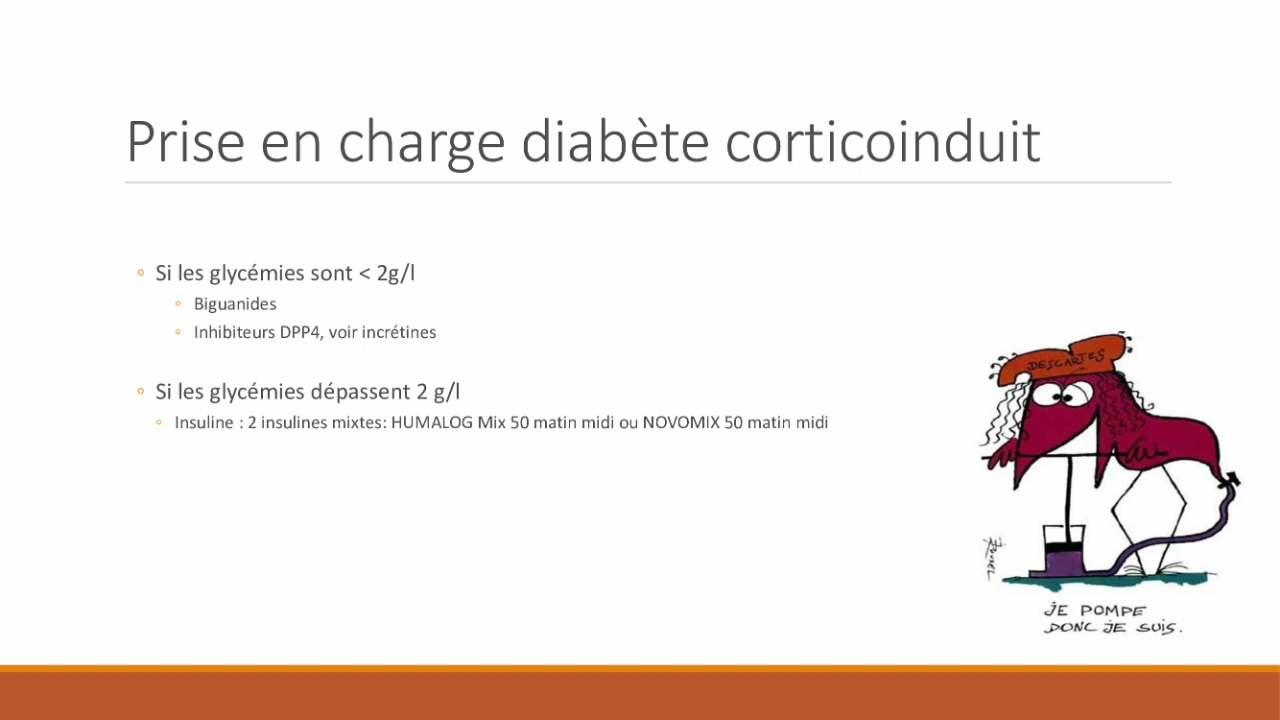 Prise en charge diabète corticoinduit
◦ Si les glycémies sont < 2g/l
◦ Biguanides
◦ Inhibiteurs DPP4, voir incrétines
◦ Si les glycémies dépassent 2 g/l
◦ Insuline : 2 insulines mixtes: HUMALOG Mix 50 matin midi ou NOVOMIX 50 matin midi
DESCARTES
JE POMPE
DONC JE SUIS.